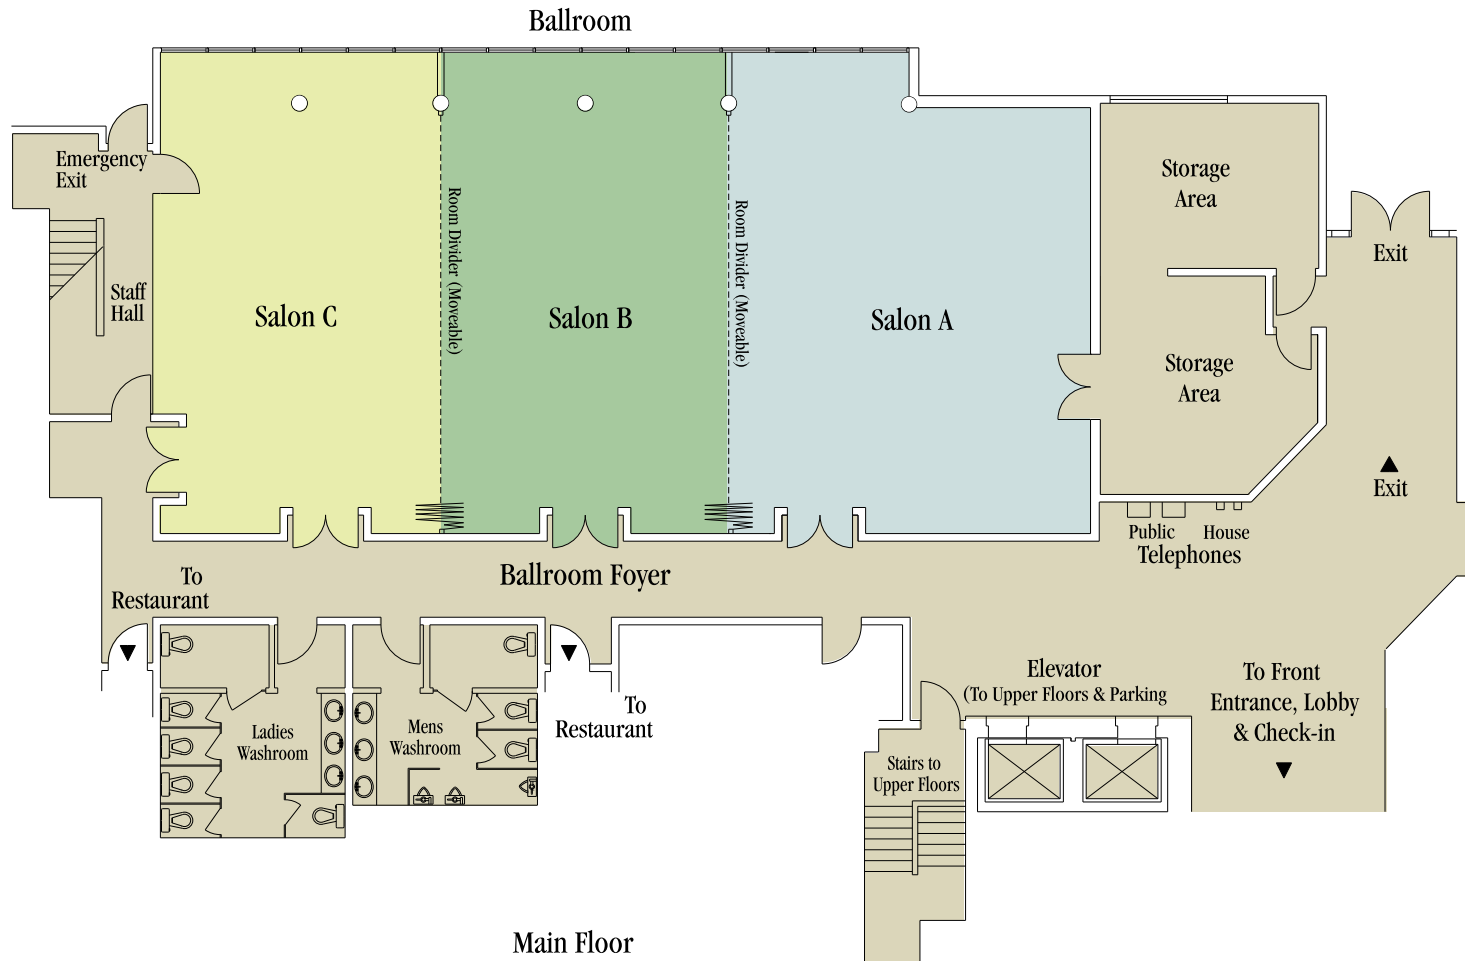 Ballroom
Emergency
Exit
Staff
Hall
Salon C
Room Divider (Moveable)
Salon B
Room Divider (Moveable)
Salon A
Storage
Area
Storage
Area
Exit
Exit
Public
House
Telephones
Ballroom Foyer
To
Restaurant
To
Restaurant
Ladies
Washroom
Mens
Washroom
Elevator
(To Upper Floors & Parking
To Front
Entrance, Lobby
& Check-in
Stairs to
Upper Floors
Main Floor